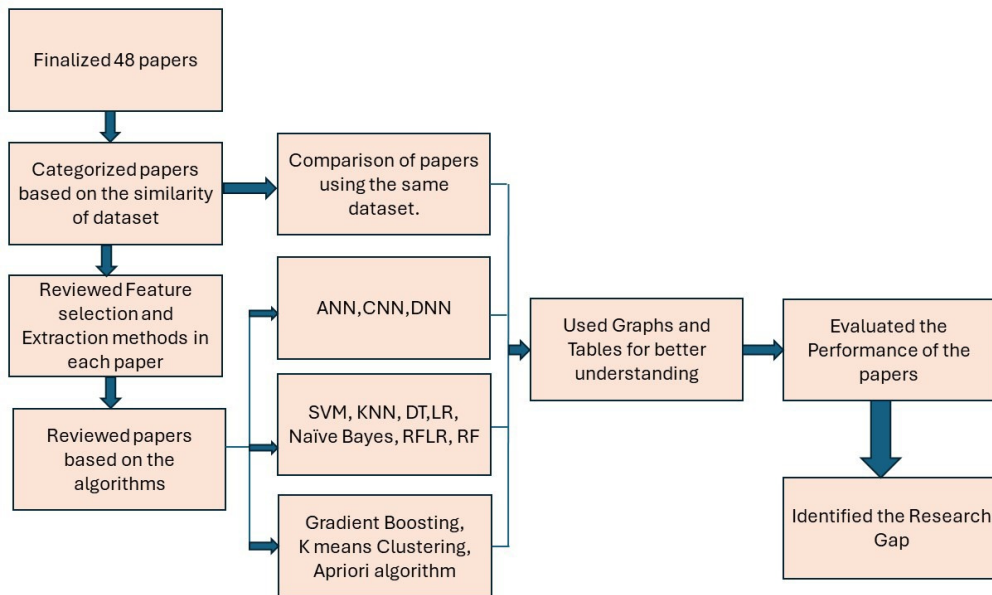 Finalized 48 papers
Categorized papers
based on the similarity
of dataset
Comparison of papers
using the same
dataset.
Reviewed Feature
selection and
Extraction methods in
each paper
ANN,CNN,DNN
Used Graphs and
Tables for better
understanding
Evaluated the
Performance of the
papers
Reviewed papers
based on the
algorithms
SVM, KNN, DT,LR,
Naïve Bayes, RFLR, RF
Gradient Boosting,
K means Clustering,
Apriori algorithm
Identified the Research
Gap